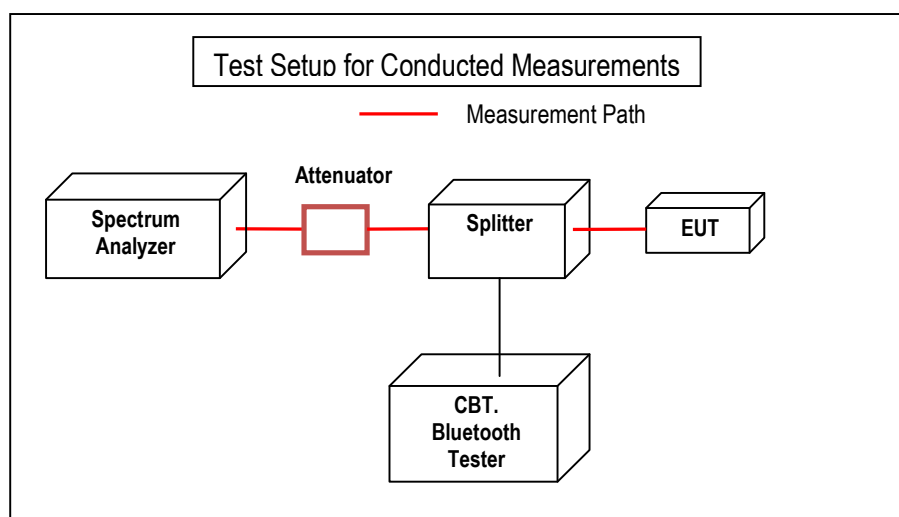 Test Setup for Conducted Measurements
Measurement Path
Attenuator
Spectrum
Analyzer
Splitter
EUT
CBT.
Bluetooth
Tester